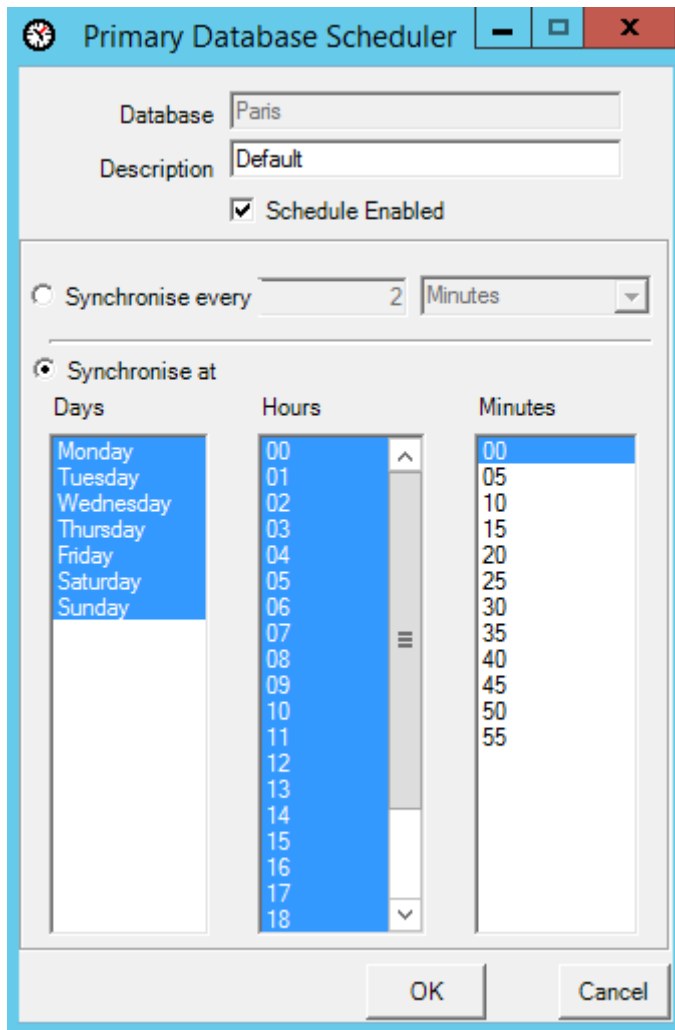 Primary Database Scheduler
Database Paris
Description Default
Schedule Enabled
Synchronise every 2 Minutes
Synchronise at
Days Hours Minutes
Monday 00 00
Tuesday 01 05
Wednesday 02 10
Thursday 03 15
Friday 04 20
Saturday 05 25
Sunday 06 30
07 35
08 40
09 45
10 50
11 55
12
13
14
15
16
17
18
OK Cancel